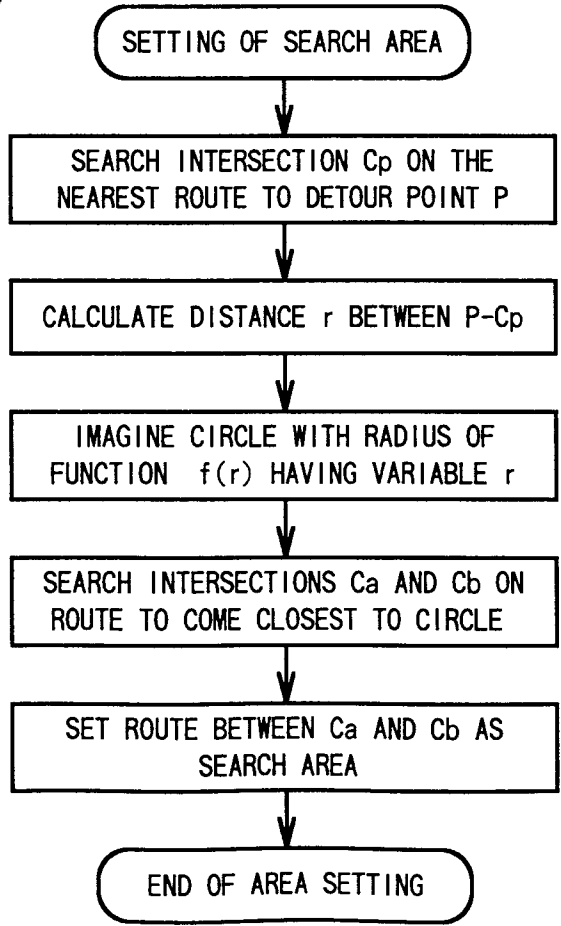 SETTING OF SEARCH AREA
SEARCH INTERSECTION Cp ON THE
NEAREST ROUTE TO DETOUR POINT P
CALCULATE DISTANCE r BETWEEN P-Cp
IMAGINE CIRCLE WITH RADIUS OF
FUNCTION f(r) HAVING VARIABLE r
SEARCH INTERSECTIONS Ca AND Cb ON
ROUTE TO COME CLOSEST TO CIRCLE
SET ROUTE BETWEEN Ca AND Cb AS
SEARCH AREA
END OF AREA SETTING